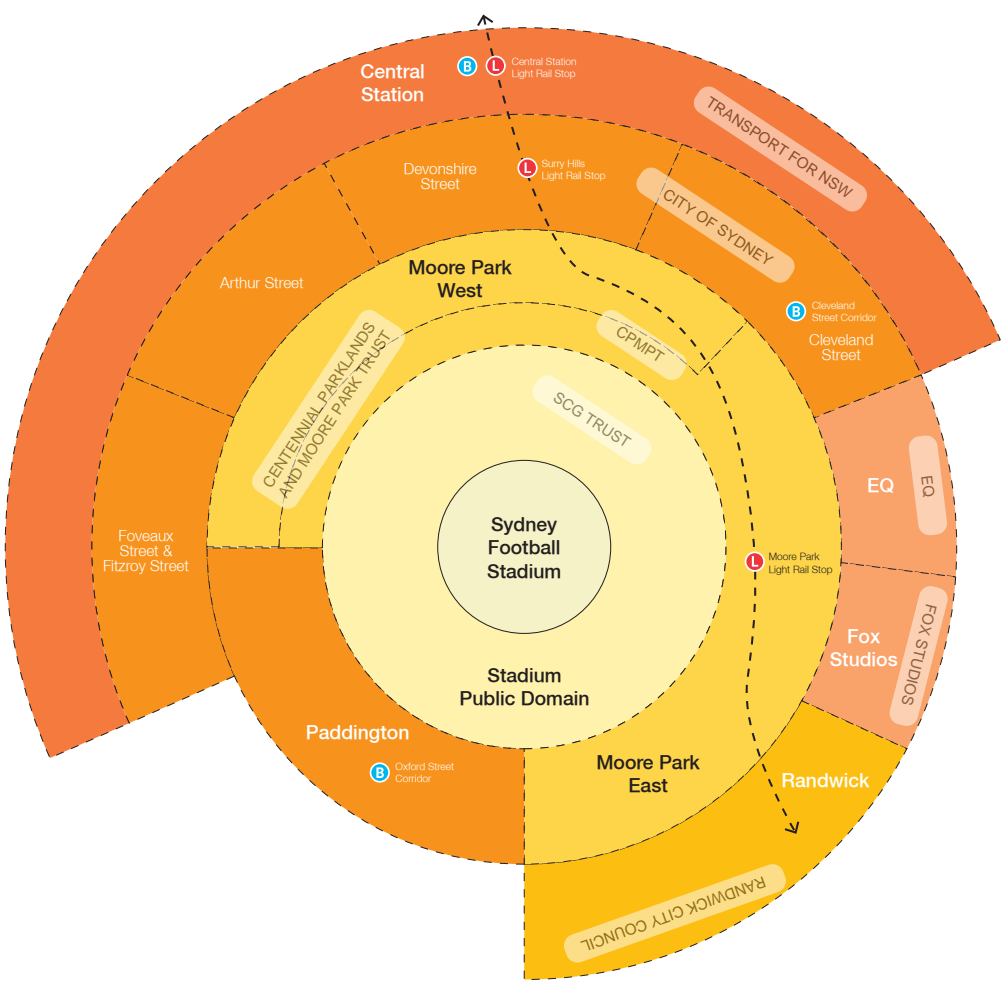 Central
Station
B
L
Central Station
Light Rail Stop
TRANSPORT FOR NSW
Devonshire
Street
L
Surry Hills
Light Rail Stop
CITY OF SYDNEY
Arthur Street
Moore Park
West
B
Cleveland
Street Corridor
Cleveland
Street
CENTENNIAL PARKLANDS
AND MOORE PARK TRUST
CPMPT
SCG TRUST
EQ
EQ
Sydney
Football
Stadium
Foveaux
Street &
Fitzroy Street
L
Moore Park
Light Rail Stop
Fox
Studios
FOX STUDIOS
Stadium
Public Domain
Paddington
B
Oxford Street
Corridor
Moore Park
East
Randwick
RANDWICK CITY COUNCIL